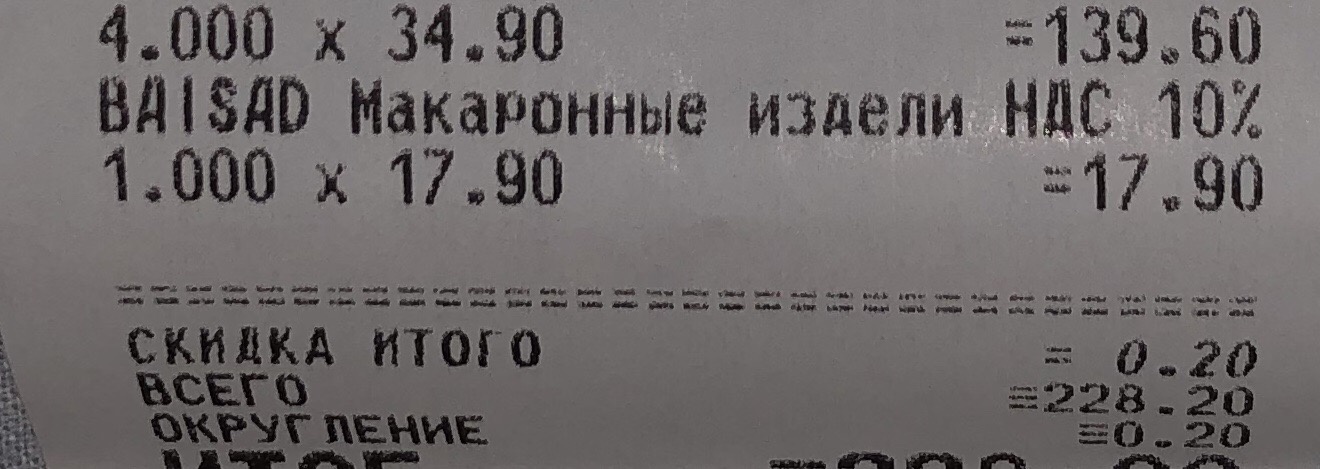 4.000 x 34.90 =139.60
BAISAD Макаронные издели НДС 10%
1.000 x 17.90 =17.90
СКИДКА ИТОГО = 0.20
ВСЕГО ≡228.20
ОКРУГЛЕНИЕ ≡0.20
ИТОГ